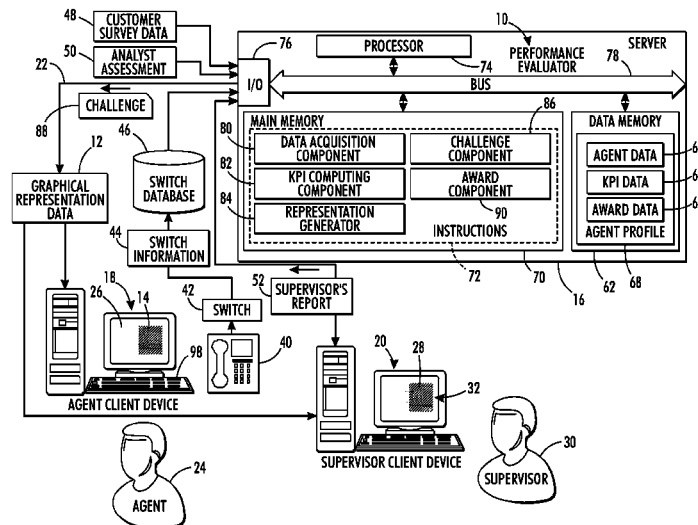 48
CUSTOMER
SURVEY DATA
50
ANALYST
ASSESSMENT
22
CHALLENGE
88
76
I/O
PROCESSOR
74
10
PERFORMANCE
EVALUATOR
SERVER
78
BUS
12
GRAPHICAL
REPRESENTATION
DATA
46
SWITCH
DATABASE
44
SWITCH
INFORMATION
42
SWITCH
40
MAIN MEMORY
86
80
DATA ACQUISITION
COMPONENT
CHALLENGE
COMPONENT
82
KPI COMPUTING
COMPONENT
AWARD
COMPONENT
84
REPRESENTATION
GENERATOR
90
INSTRUCTIONS
72
70
DATA MEMORY
AGENT DATA
6
KPI DATA
6
AWARD DATA
6
AGENT PROFILE
62
68
16
52
SUPERVISOR'S
REPORT
18
26
14
98
AGENT CLIENT DEVICE
20
28
32
SUPERVISOR CLIENT DEVICE
24
AGENT
30
SUPERVISOR